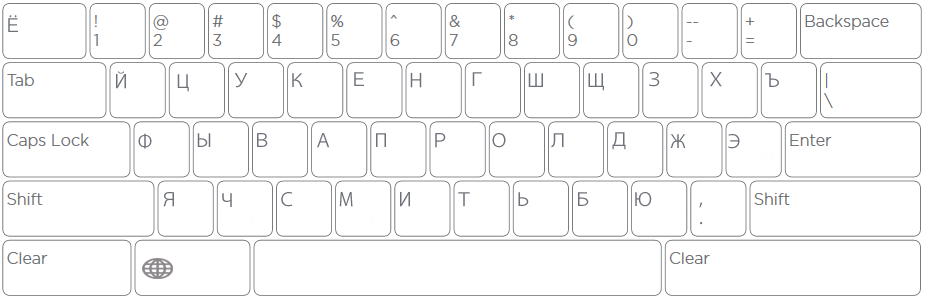 Ё ! 1 @ 2 # 3 $ 4 % 5 ^ 6 & 7 * 8 ( 9 ) 0 -- - + = Backspace
Tab Й Ц У К Е Н Г Ш Щ З Х Ъ | \
Caps Lock Ф Ы В А П Р О Л Д Ж Э Enter
Shift Я Ч С М И Т Ь Б Ю , . Shift
Clear Clear